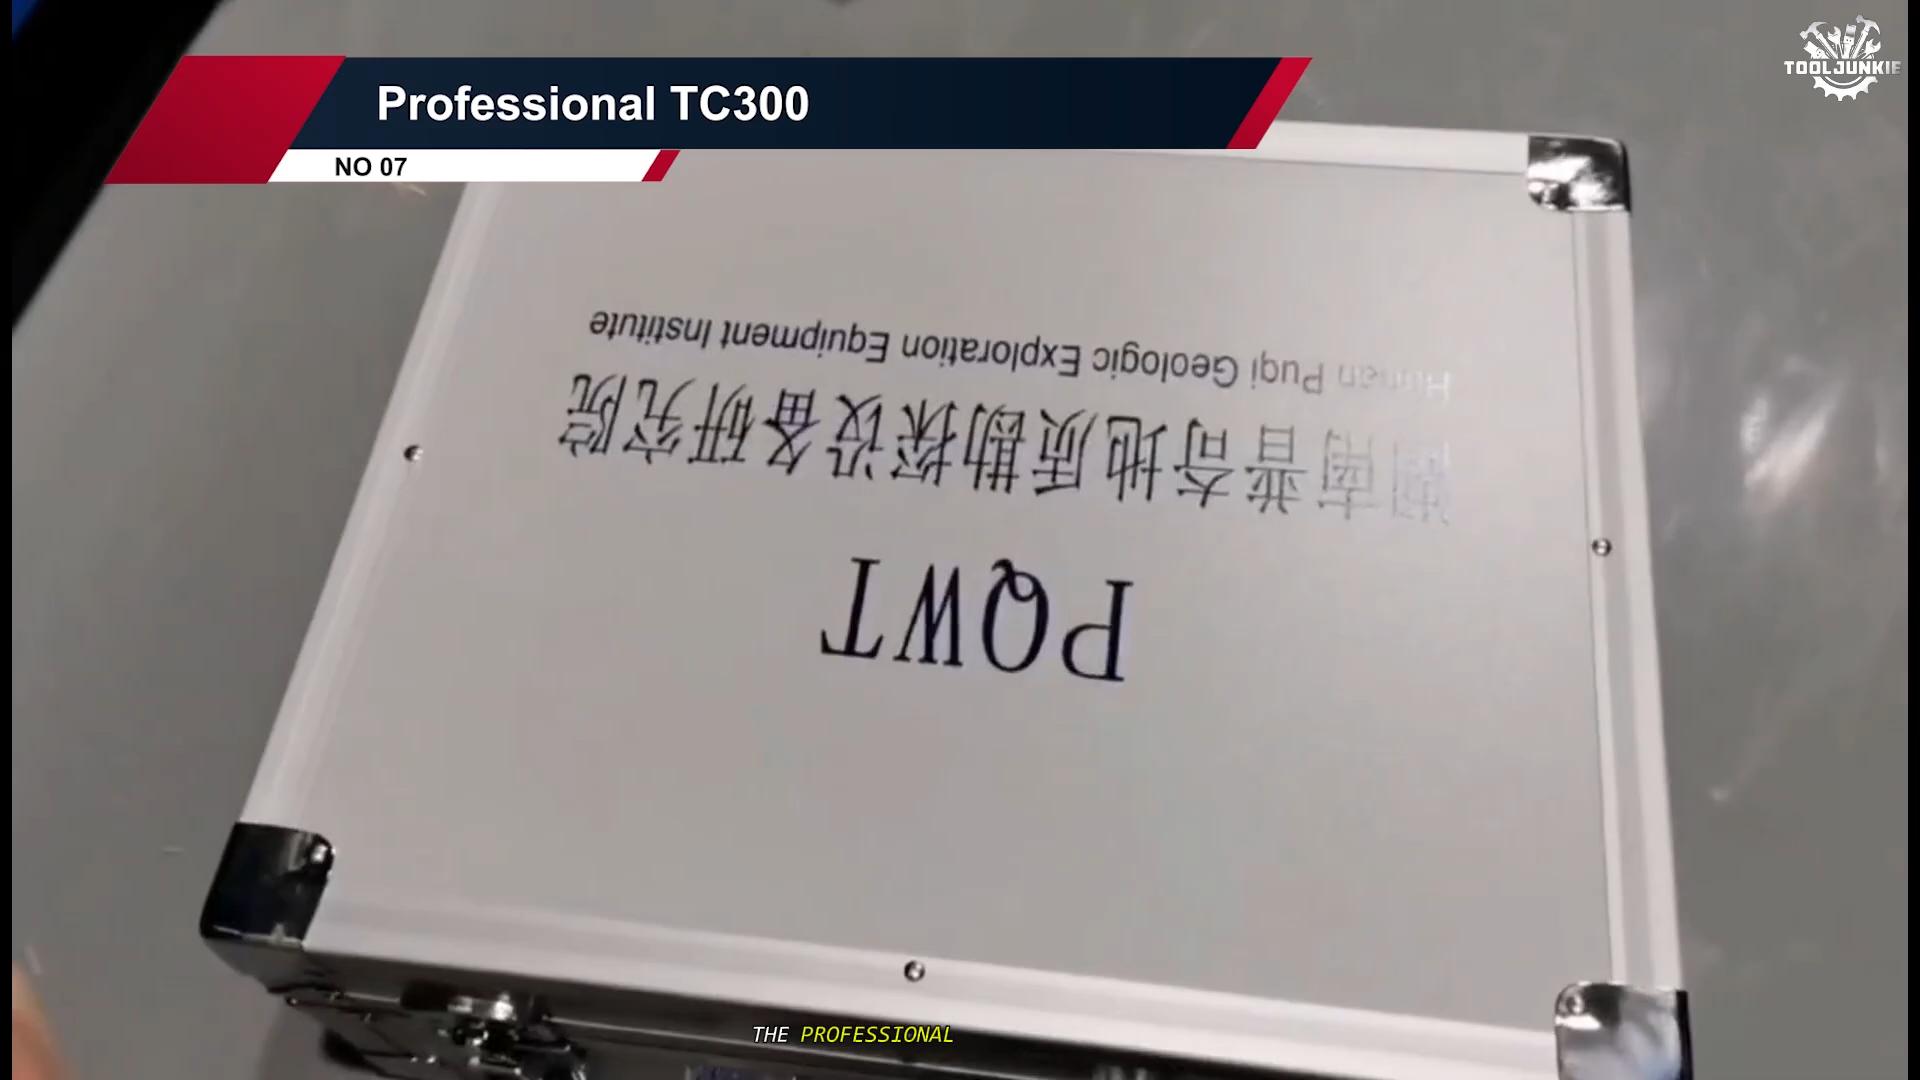 Professional TC300
NO 07
TOOLJUNKIE
PQWT
湖南普奇地质勘探设备研究院
Hunan Puqi Geologic Exploration Equipment Institute
THE PROFESSIONAL